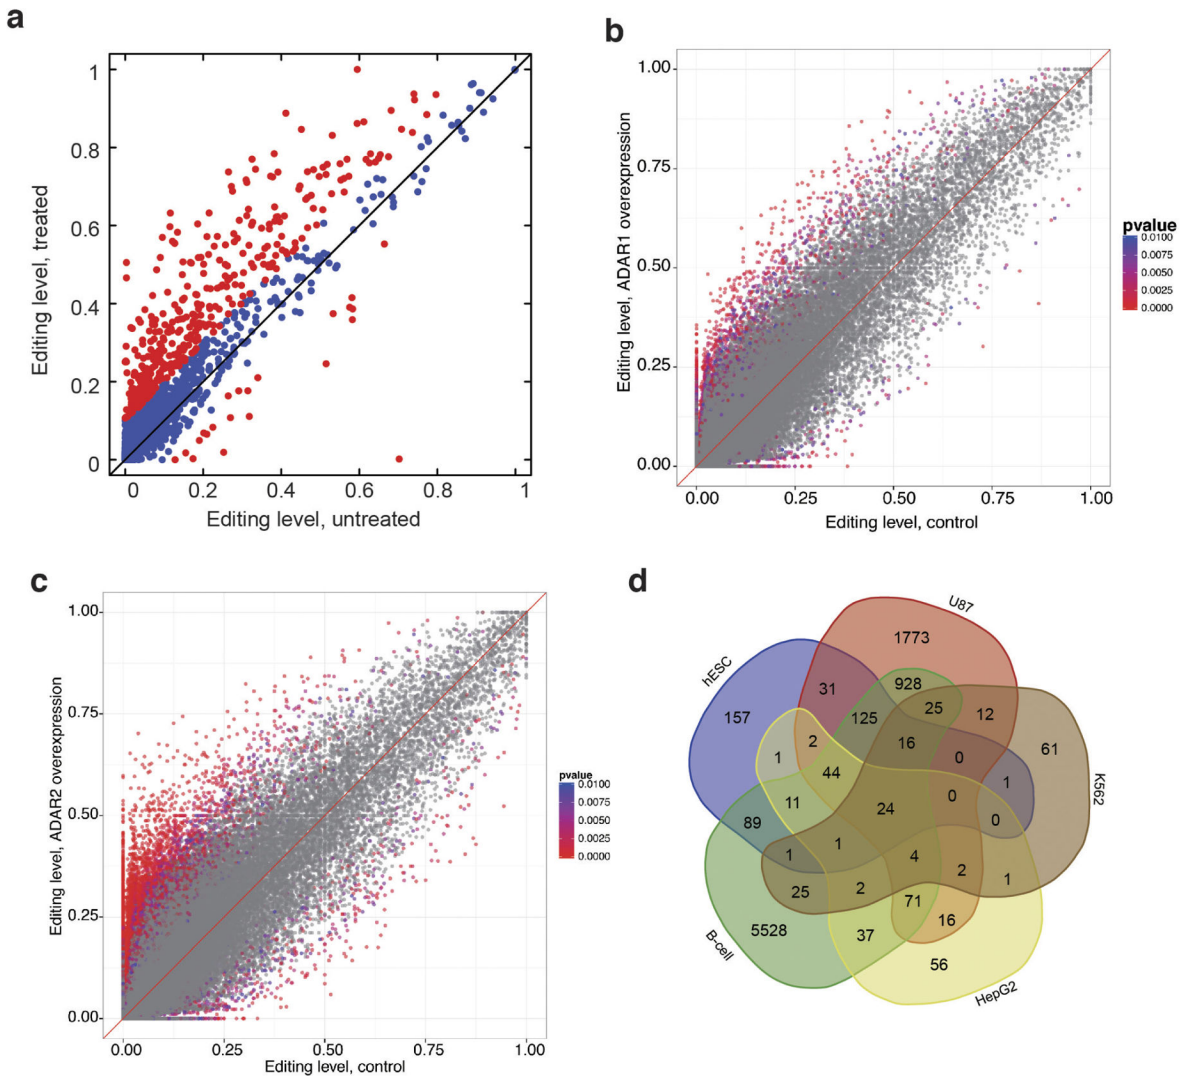 a
Editing level, treated
1
0.8
0.6
0.4
0.2
0
0 0.2 0.4 0.6 0.8 1
Editing level, untreated
b
Editing level, ADAR1 overexpression
1.00
0.75
0.50
0.25
0.00
0.00 0.25 0.50 0.75 1.00
Editing level, control
pvalue
0.0100
0.0075
0.0050
0.0025
0.0000
c
Editing level, ADAR2 overexpression
1.00
0.75
0.50
0.25
0.00
0.00 0.25 0.50 0.75 1.00
Editing level, control
pvalue
0.0100
0.0075
0.0050
0.0025
0.0000
d
U87
hESC
K562
B-cell
HepG2
1773
31 928
157 125 25 12
1 2 16 0 61
44 1
11 24 0
89 0
1 1 4
25 2 2 1
71
5528 37 16
56